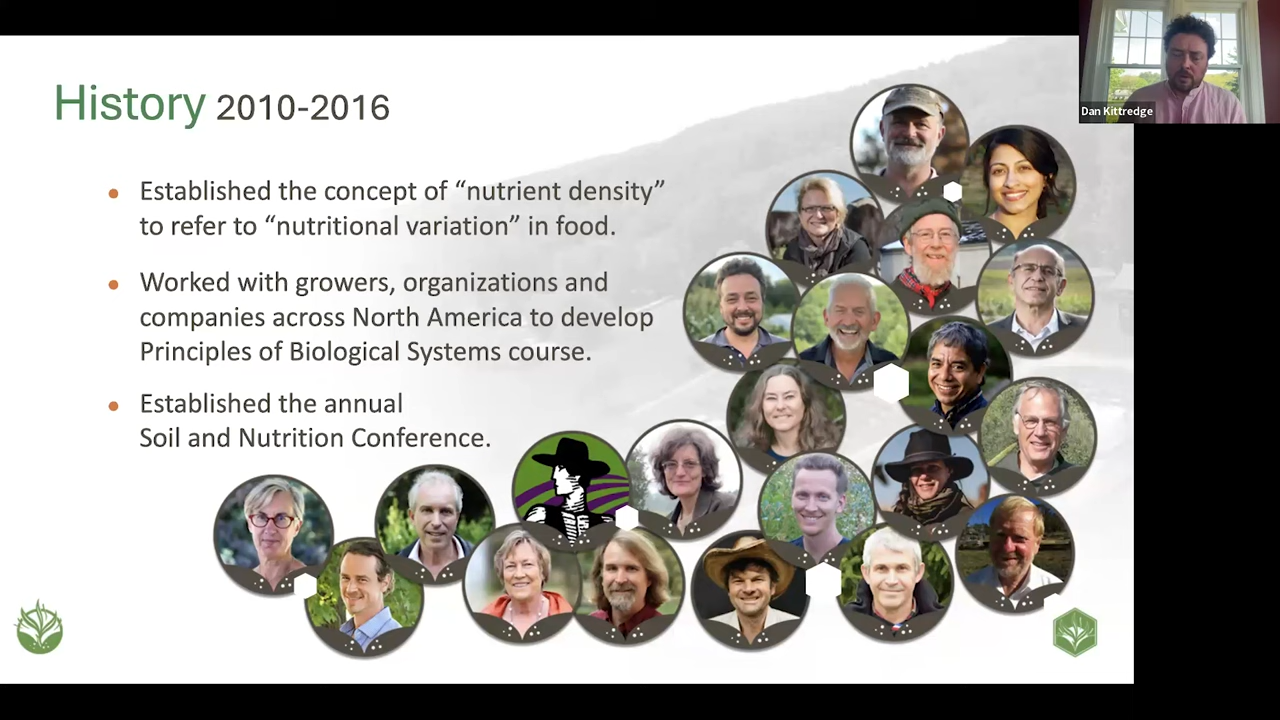 History 2010-2016
Established the concept of “nutrient density”
to refer to “nutritional variation” in food.
Worked with growers, organizations and
companies across North America to develop
Principles of Biological Systems course.
Established the annual
Soil and Nutrition Conference.
Dan Kittredge